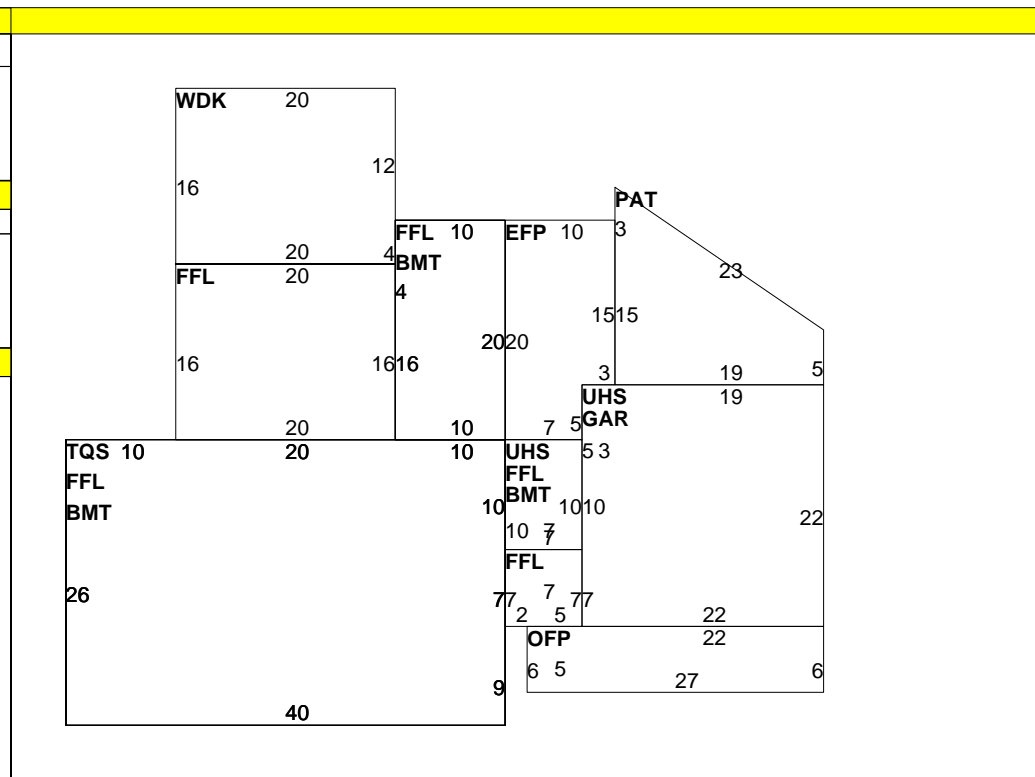 WDK 20
12
16
20 4
FFL 20
16 16
20
FFL 10
BMT
4
20
16
10
EFP 10
15
20
3
7 5
PAT
3
23
15
19 5
UHS 19
GAR
5 3
10
22
22
TQS 10 20 10
FFL
BMT
10
26
7
9
40
UHS
FFL
BMT
10
10 7
7
FFL
7
7 7
2 5
OFP 22
6 5 6
27